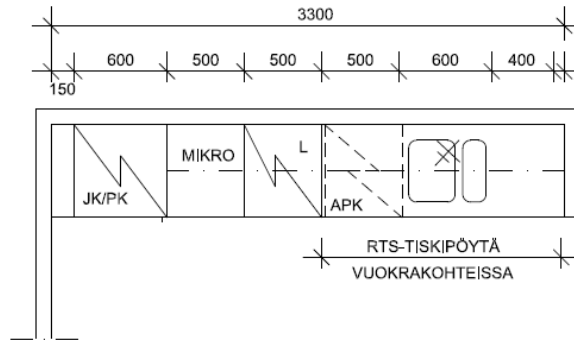 3300
600 500 500 500 600 400
150
MIKRO L
JK/PK APK
RTS-TISKIPÖYTÄ
VUOKRAKOHTEISSA